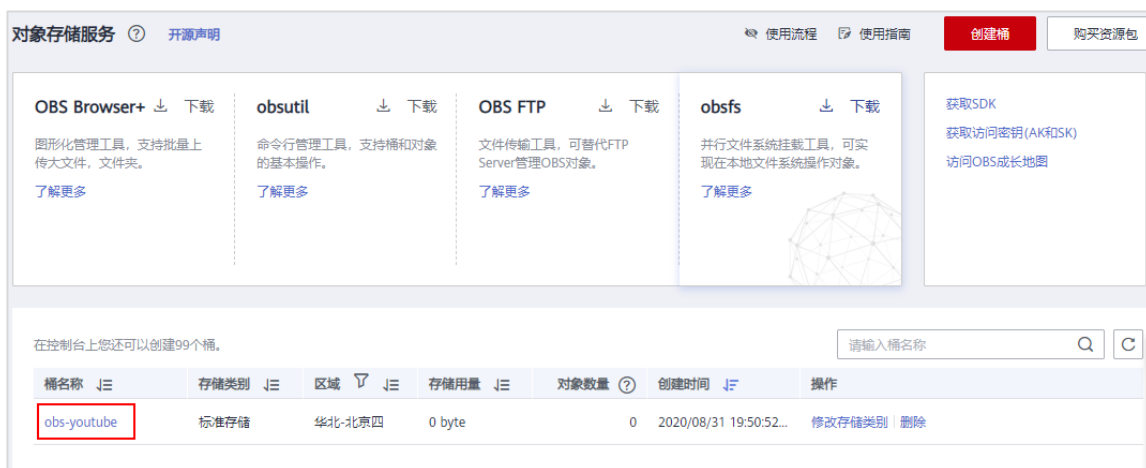 对象存储服务 ? 开源声明 使用流程 使用指南 创建桶 购买资源包
OBS Browser+ 下载
图形化管理工具，支持批量上
传大文件，文件夹。
了解更多
obsutil 下载
命令行管理工具，支持桶和对象
的基本操作。
了解更多
OBS FTP 下载
文件传输工具，可替代FTP
Server管理OBS对象。
了解更多
obsfs 下载
并行文件系统挂载工具，可实
现在本地文件系统操作对象。
了解更多
获取SDK
获取访问密钥(AK和SK)
访问OBS成长地图
在控制台上您还可以创建99个桶。 请输入桶名称
桶名称 存储类别 区域 存储用量 对象数量 ? 创建时间 操作
obs-youtube 标准存储 华北-北京四 0 byte 0 2020/08/31 19:50:52... 修改存储类别 删除